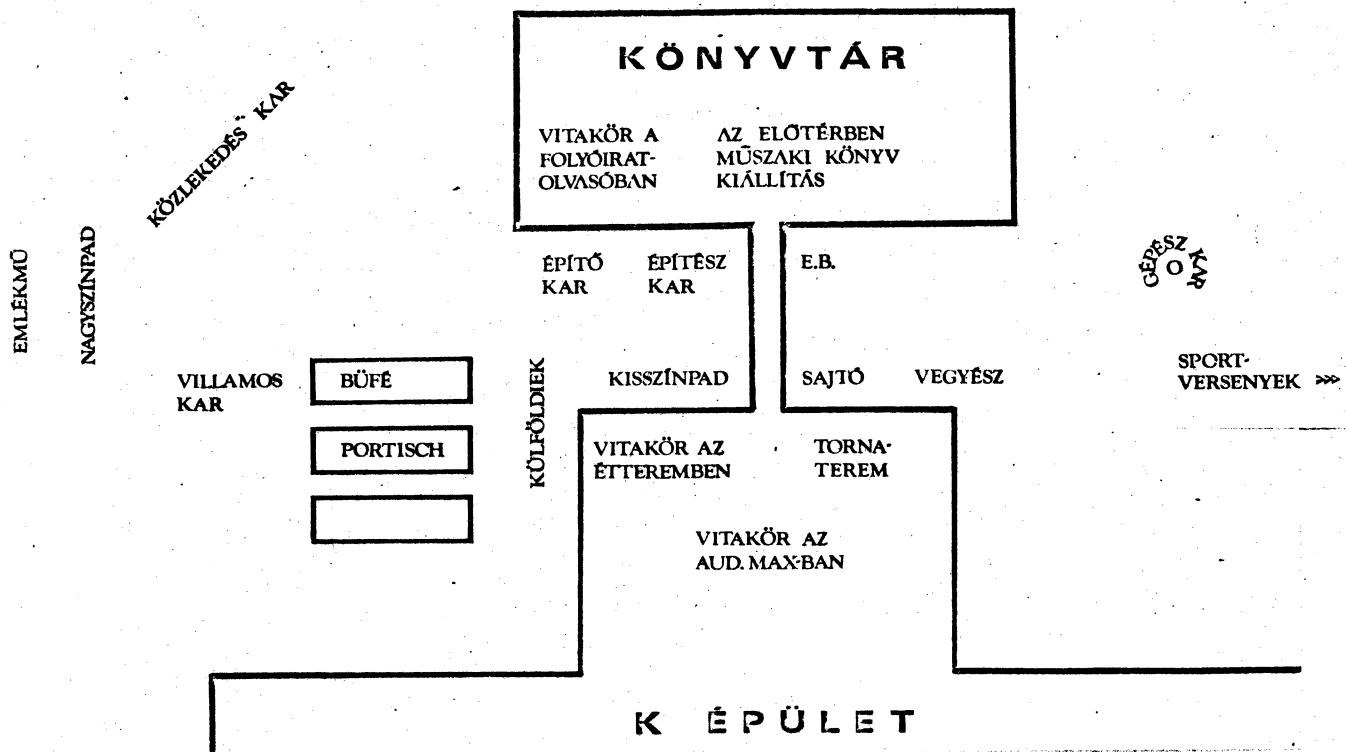 KÖNYVTÁR
VITAKÖR A
FOLYÓIRAT-
OLVASÓBAN
AZ ELŐTÉRBEN
MŰSZAKI KÖNYV
KIÁLLÍTÁS
KÖZLEKEDÉS KAR
EMLÉKMŰ
NAGYSZÍNPAD
ÉPÍTŐ
KAR
ÉPÍTÉSZ
KAR
E.B.
GÉPÉSZ KAR
O
VILLAMOS
KAR
BÜFÉ
PORTISCH
KÜLFÖLDIEK
KISSZÍNPAD
SAJTÓ
VEGYÉSZ
SPORT-
VERSENYEK >>>
VITAKÖR AZ
ÉTTEREMBEN
TORNA-
TEREM
VITAKÖR AZ
AUD. MAX-BAN
K ÉPÜLET